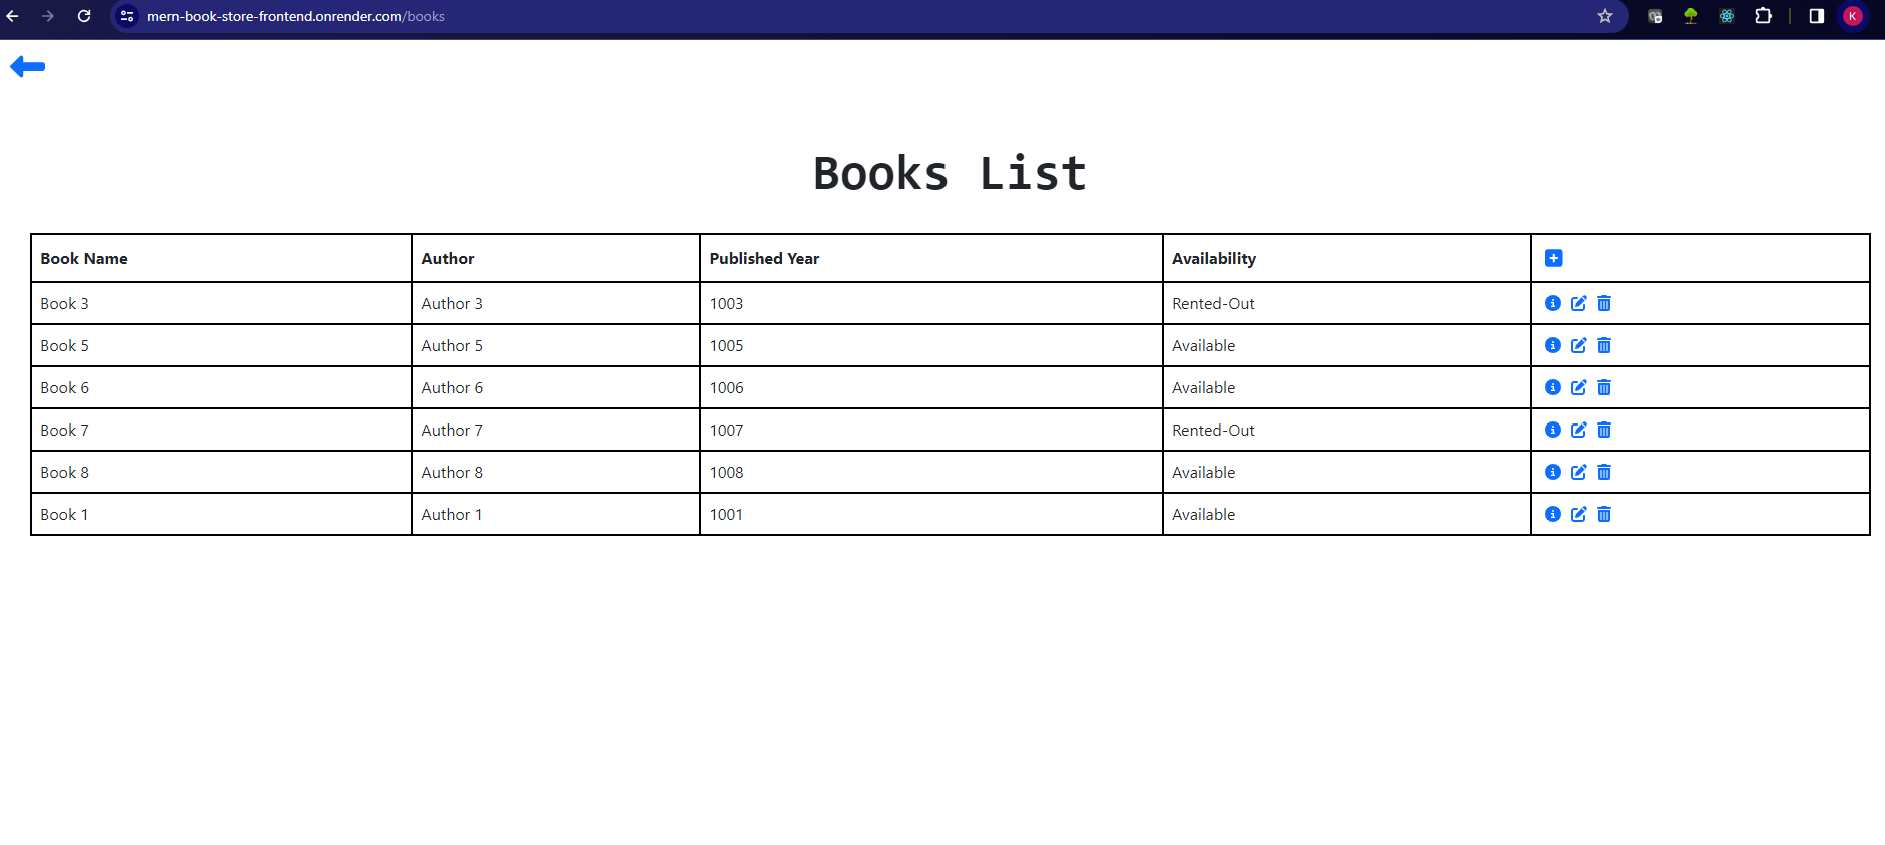 mern-book-store-frontend.onrender.com/books
K
Books List
Book Name Author Published Year Availability
Book 3 Author 3 1003 Rented-Out
Book 5 Author 5 1005 Available
Book 6 Author 6 1006 Available
Book 7 Author 7 1007 Rented-Out
Book 8 Author 8 1008 Available
Book 1 Author 1 1001 Available